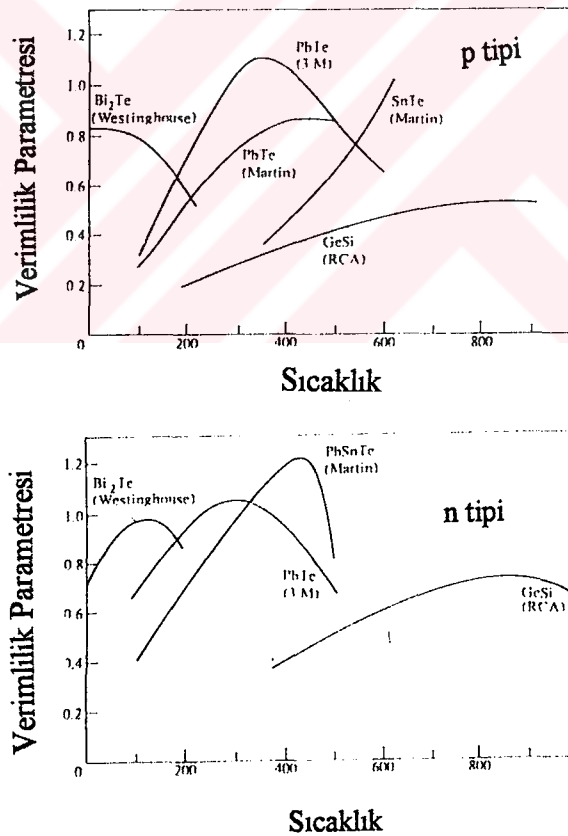 1.2
1.0
0.8
0.6
0.4
0.2
0
Verimlilik Parametresi
Bi₂Te
(Westinghouse)
PbTe
(3 M)
p tipi
SnTe
(Martin)
PbTe
(Martin)
GeSi
(RCA)
200
400
600
800
Sıcaklık
1.2
1.0
0.8
0.6
0.4
0.2
0
Verimlilik Parametresi
Bi₂Te
(Westinghouse)
PbSnTe
(Martin)
n tipi
PbTe
(3 M)
GeSi
(RCA)
200
400
600
800
Sıcaklık